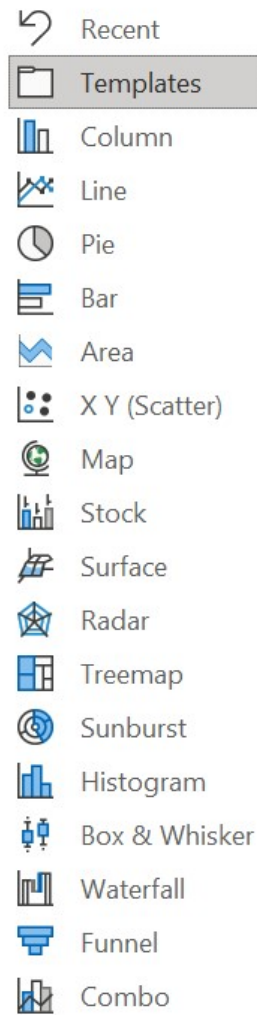 Recent
Templates
Column
Line
Pie
Bar
Area
X Y (Scatter)
Map
Stock
Surface
Radar
Treemap
Sunburst
Histogram
Box & Whisker
Waterfall
Funnel
Combo